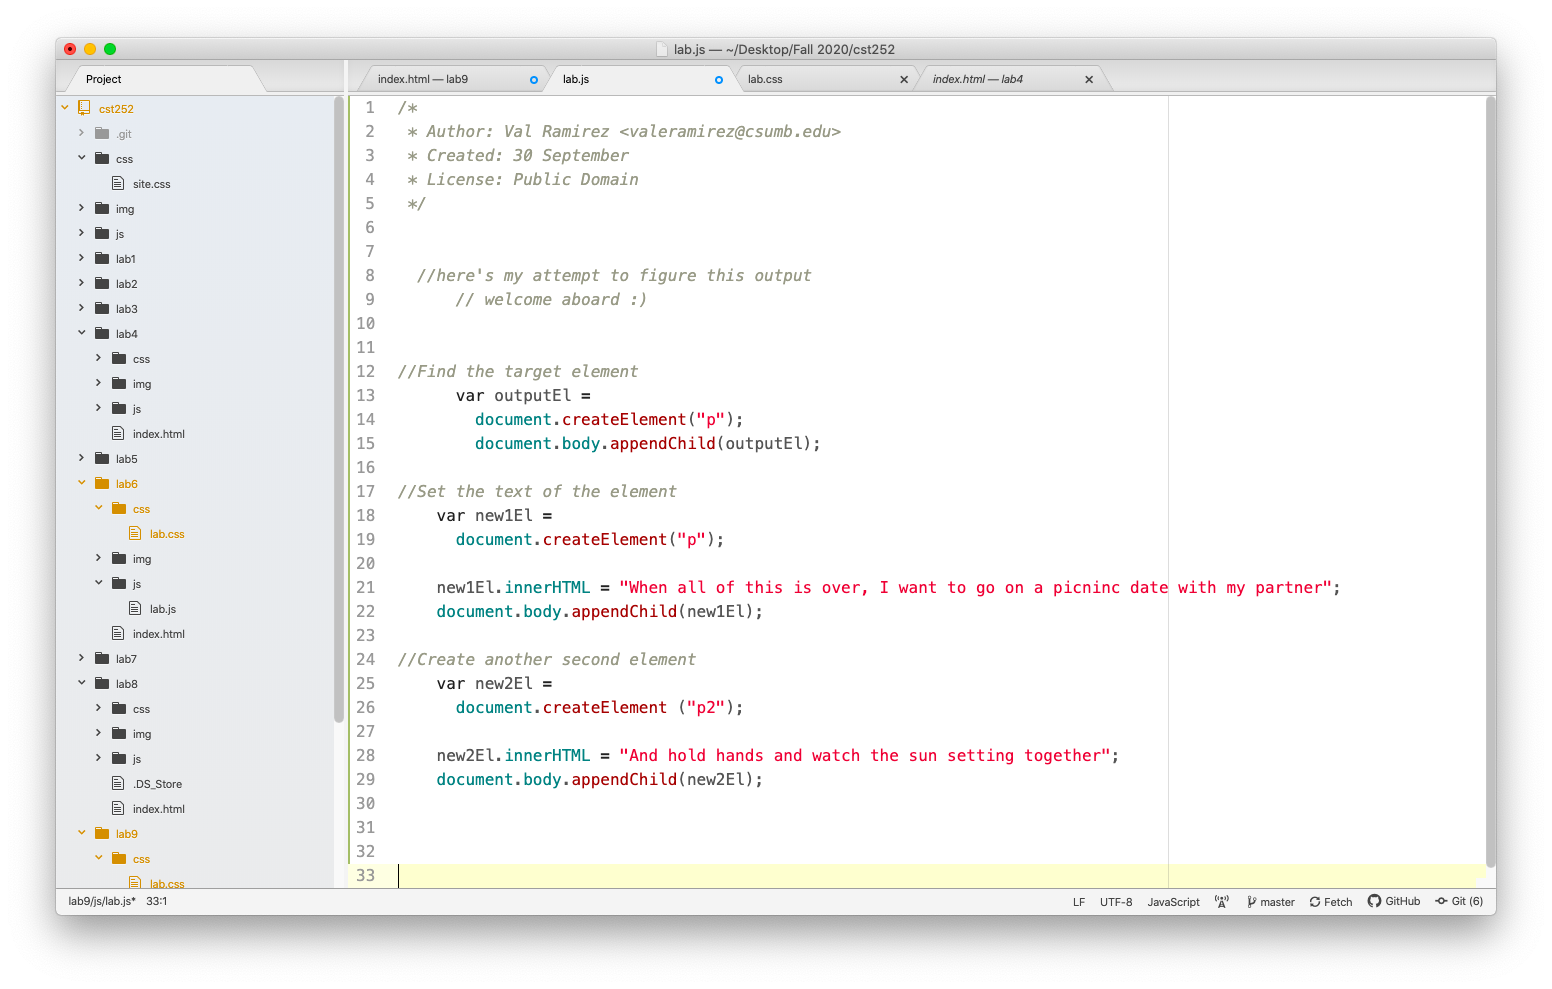 lab.js — ~/Desktop/Fall 2020/cst252
Project
index.html — lab9
lab.js
lab.css
index.html — lab4
cst252
.git
css
site.css
img
js
lab1
lab2
lab3
lab4
css
img
js
index.html
lab5
lab6
css
lab.css
img
js
lab.js
index.html
lab7
lab8
css
img
js
.DS_Store
index.html
lab9
css
lab.css
1 /*
2 * Author: Val Ramirez <valeramirez@csumb.edu>
3 * Created: 30 September
4 * License: Public Domain
5 */
6
7
8 //here's my attempt to figure this output
9 // welcome aboard :)
10
11
12 //Find the target element
13 var outputEl =
14 document.createElement("p");
15 document.body.appendChild(outputEl);
16
17 //Set the text of the element
18 var new1El =
19 document.createElement("p");
20
21 new1El.innerHTML = "When all of this is over, I want to go on a picninc date with my partner";
22 document.body.appendChild(new1El);
23
24 //Create another second element
25 var new2El =
26 document.createElement ("p2");
27
28 new2El.innerHTML = "And hold hands and watch the sun setting together";
29 document.body.appendChild(new2El);
30
31
32
33
lab9/js/lab.js* 33:1
LF UTF-8 JavaScript master Fetch GitHub Git (6)